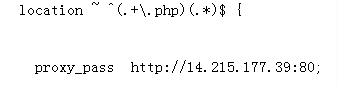 location ~ ^(.+\.php)(.*)$ {
proxy_pass  http://14.215.177.39:80;